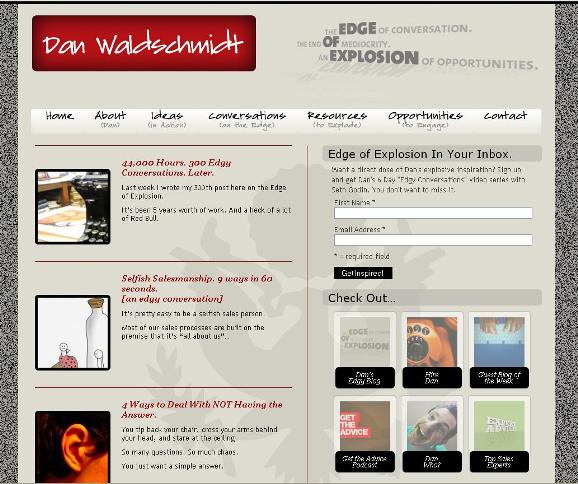 Dan Waldschmidt
THE EDGE OF CONVERSATION.
THE END OF MEDIOCRITY.
AN EXPLOSION OF OPPORTUNITIES.
Home About Ideas Conversations Resources Opportunities Contact
(Dan) (in Action) (on the Edge) (to Explode) (to Engage)
44,000 Hours. 300 Edgy
Conversations. Later.
Last week I wrote my 300th post here on the Edge
of Explosion.
It's been 5 years worth of work. And a heck of a lot
of Red Bull.
Selfish Salesmanship. 9 ways in 60
seconds.
[an edgy conversation]
It's pretty easy to be a selfish sales person.
Most of our sales processes are built on the
premise that it's "all about us"...
4 Ways to Deal With NOT Having the
Answer.
You tip back your chair, cross your arms behind
your head, and stare at the ceiling.
So many questions. So much chaos.
You just want a simple answer.
Edge of Explosion In Your Inbox.
Want a direct dose of Dan's explosive inspiration? Sign up
and get Dan's 6 Day "Edgy Conversations" video series with
Seth Godin. You don't want to miss it.
First Name *
Email Address *
* = required field
Get Inspired!
Check Out...
EDGE OF
OF
EXPLOSION
Dan's
Edgy Blog
Hire
Dan
Guest Blog of
the Week
GET THE
ADVICE
Get the Advice
Podcast
Dan
Who?
EXPERT
ADVICE
Top Sales
Experts